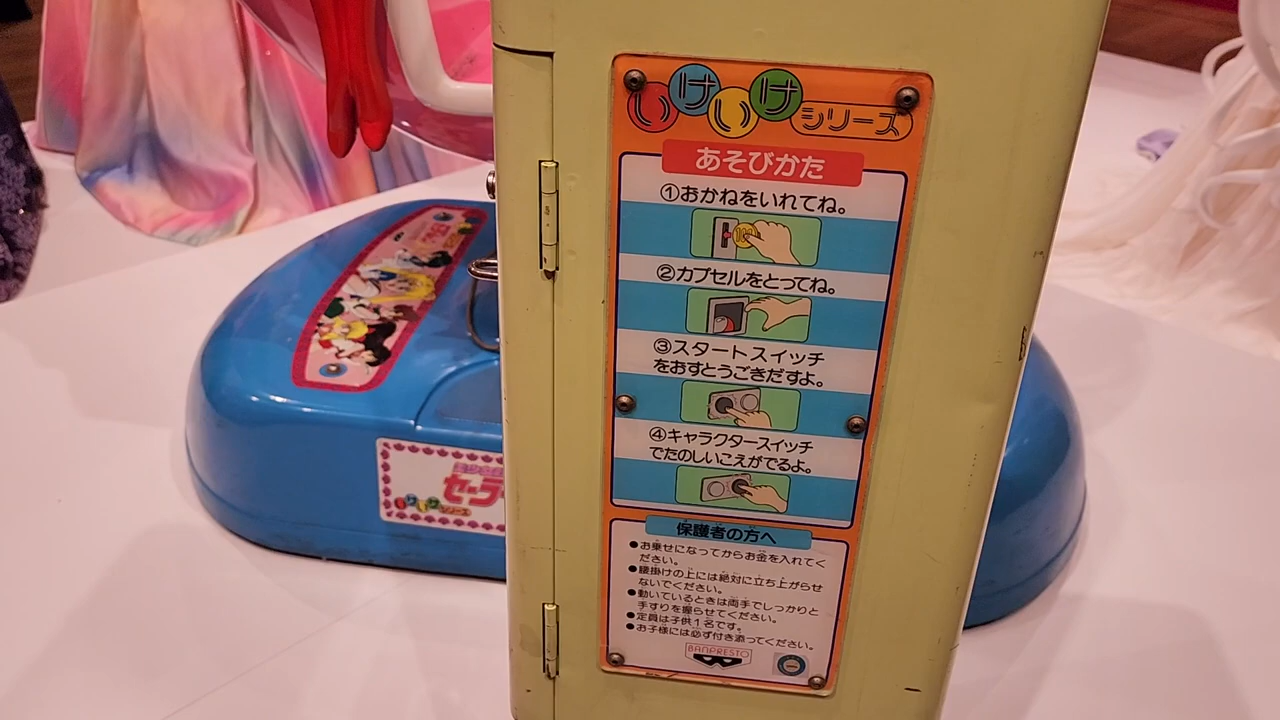 いけいけ
シリーズ
あそびかた
①おかねをいれてね。
100
②カプセルをとってね。
③スタートスイッチ
をおすとうごきだすよ。
④キャラクタースイッチ
でたのしいこえがでるよ。
保護者の方へ
●お乗せになってからお金を入れてく
ださい。
●腰掛けの上には絶対に立ち上がらせ
ないでください。
●動いているときは両手でしっかりと
手すりを握らせてください。
●定員は子供1名です。
●お子様には必ず付き添ってください。
BANPRESTO
セーラー
いけいけシリーズ